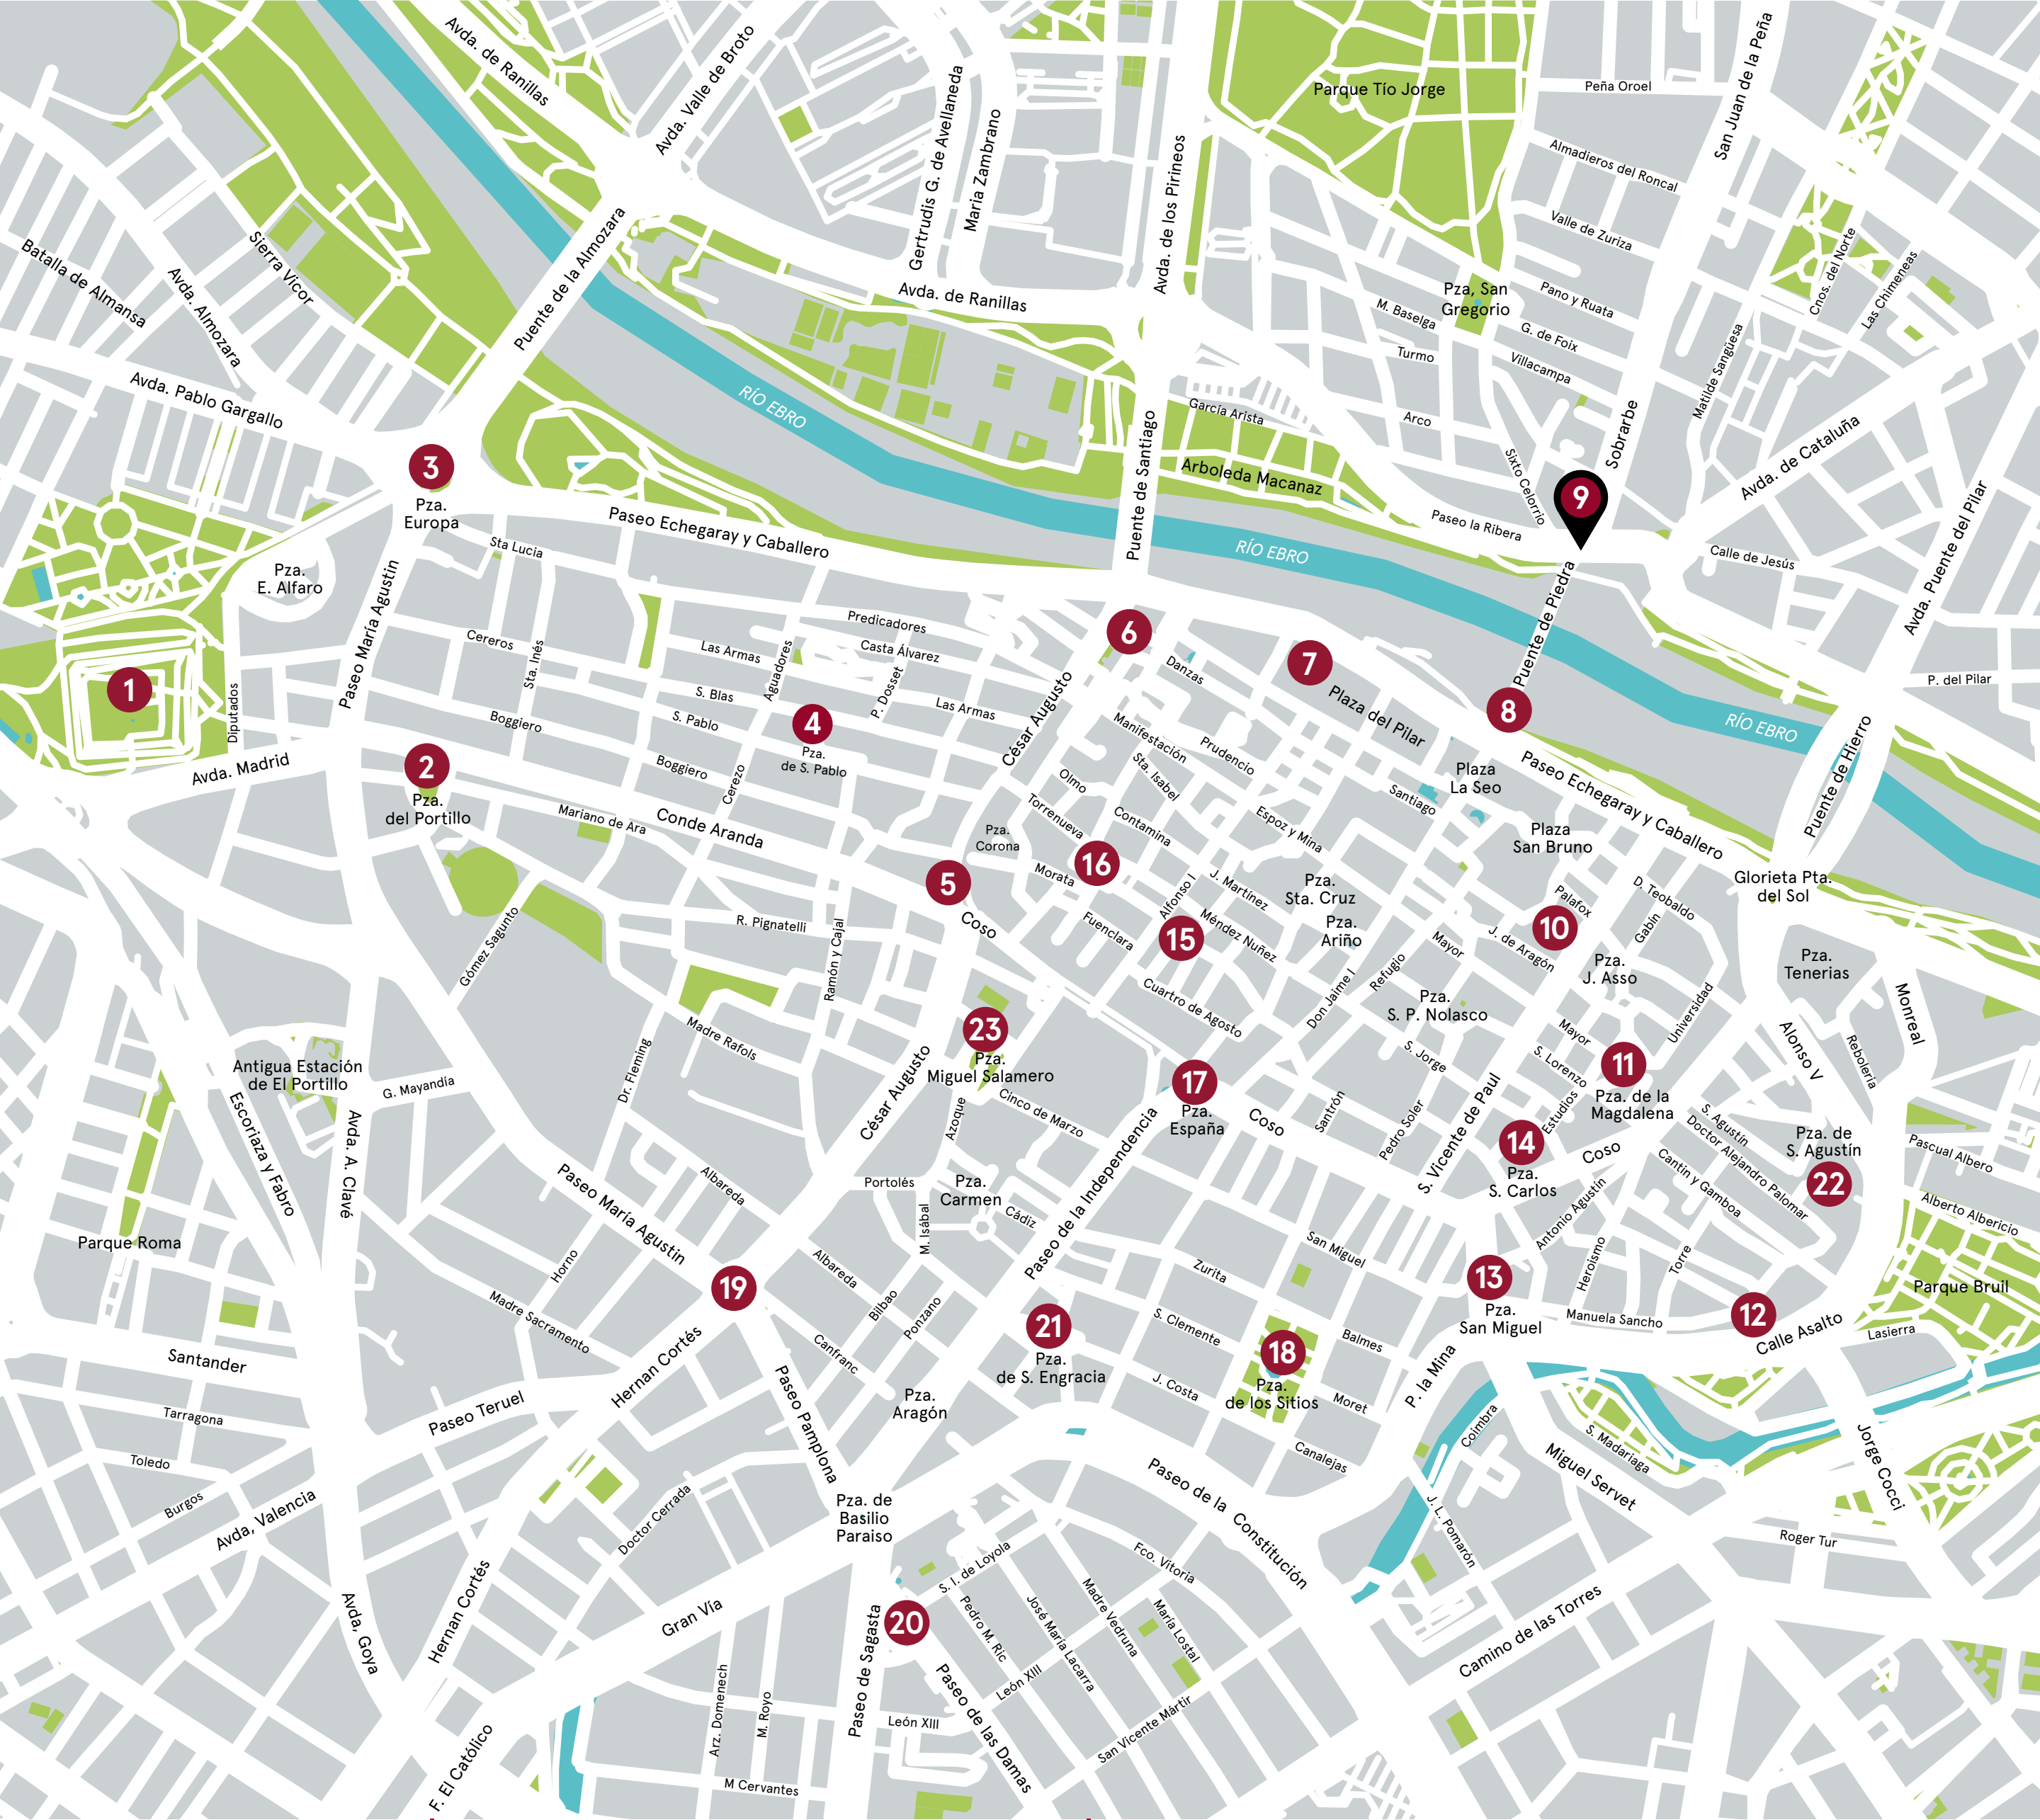 Avda. de Ranillas
Avda. Valle de Broto
Gertrudis G. de Avellaneda
Maria Zambrano
Avda. de los Pirineos
Parque Tío Jorge
Peña Oroel
San Juan de la Peña
Almadieros del Roncal
Valle de Zuriza
Cnos. del Norte
Las Chimeneas
Batalla de Almansa
Avda. Almozara
Sierra Vicor
Puente de la Almozara
Avda. de Ranillas
Pza, San
Gregorio
Pano y Ruata
M. Baselga
G. de Foix
Turmo
Villacampa
Matilde Sangüesa
Avda. Pablo Gargallo
RÍO EBRO
García Arista
Arco
Sobrarbe
Avda. de Cataluña
3
Pza.
Europa
Puente de Santiago
Arboleda Macanaz
Sixto Celorrio
9
Avda. Puente del Pilar
Paseo Echegaray y Caballero
Paseo la Ribera
Sta Lucia
RÍO EBRO
Calle de Jesús
Pza.
E. Alfaro
Paseo María Agustin
Puente de Piedra
Predicadores
6
Cereros
Sta. Inés
Las Armas
Casta Álvarez
Aguadores
P. Dosset
Danzas
7
1
Diputados
S. Blas
Las Armas
César Augusto
Plaza del Pilar
8
P. del Pilar
Boggiero
S. Pablo
4
Pza.
de S. Pablo
Manifestación
Prudencio
RÍO EBRO
Avda. Madrid
2
Pza.
del Portillo
Boggiero
Cerezo
Olmo
Sta. Isabel
Plaza
La Seo
Paseo Echegaray y Caballero
Puente de Hierro
Mariano de Ara
Conde Aranda
Torrenueva
Contamina
Santiago
Espoz y Mina
Pza.
Corona
Plaza
San Bruno
5
Morata
16
J. Martínez
Pza.
Sta. Cruz
Alfonso I
Palafox
D. Teobaldo
Glorieta Pta.
del Sol
R. Pignatelli
Coso
Fuenclara
15
Méndez Nuñez
Pza.
Ariño
Mayor
10
J. de Aragón
Gabín
Gómez Sagunto
Ramón y Cajal
Refugio
Pza.
J. Asso
Pza.
Tenerias
Cuartro de Agosto
Don Jaime I
Pza.
S. P. Nolasco
Universidad
Monreal
Madre Rafols
23
Pza.
Miguel Salamero
S. Jorge
Mayor
S. Lorenzo
11
Pza. de la
Magdalena
Alonso V
Rebolería
Antigua Estación
de El Portillo
G. Mayandía
Dr. Fleming
César Augusto
Azoque
Cinco de Marzo
17
Pza.
España
Coso
Santrón
Pedro Soler
S. Vicente de Paul
Estudios
S. Agustín
Doctor Alejandro Palomar
Pza. de
S. Agustín
22
Pascual Albero
Escoriaza y Fabro
Avda. A. Clavé
14
Pza.
S. Carlos
Coso
Cantín y Gamboa
Paseo María Agustin
Albareda
Portolés
Pza.
Carmen
Paseo de la Independencia
Antonio Agustín
Alberto Albericio
Parque Roma
M. Isábal
Cádiz
San Miguel
Heroismo
Torre
Horno
Albareda
Zurita
13
Pza.
San Miguel
Parque Bruil
19
Madre Sacramento
Bilbao
Ponzano
21
Pza.
de S. Engracia
S. Clemente
18
Pza.
de los Sitios
Balmes
Manuela Sancho
12
Calle Asalto
Lasierra
Santander
Hernan Cortés
Canfranc
Paseo Pamplona
J. Costa
Moret
P. la Mina
Tarragona
Paseo Teruel
Pza.
Aragón
Coimbra
S. Madariaga
Jorge Cocci
Toledo
Canalejas
Miguel Servet
Burgos
Avda, Valencia
Doctor Cerrada
Pza. de
Basilio
Paraiso
Paseo de la Constitución
J. L. Pomarón
Roger Tur
Hernan Cortés
S. I. de Loyola
Fco. Vitoria
Avda, Goya
Gran Vía
20
Pedro M. Ric
José María Lacarra
Madre Vedruna
María Lostal
Camino de las Torres
Paseo de Sagasta
Arz. Domenech
M. Royo
León XIII
León XIII
Paseo de las Damas
San Vicente Mártir
F. El Católico
M Cervantes